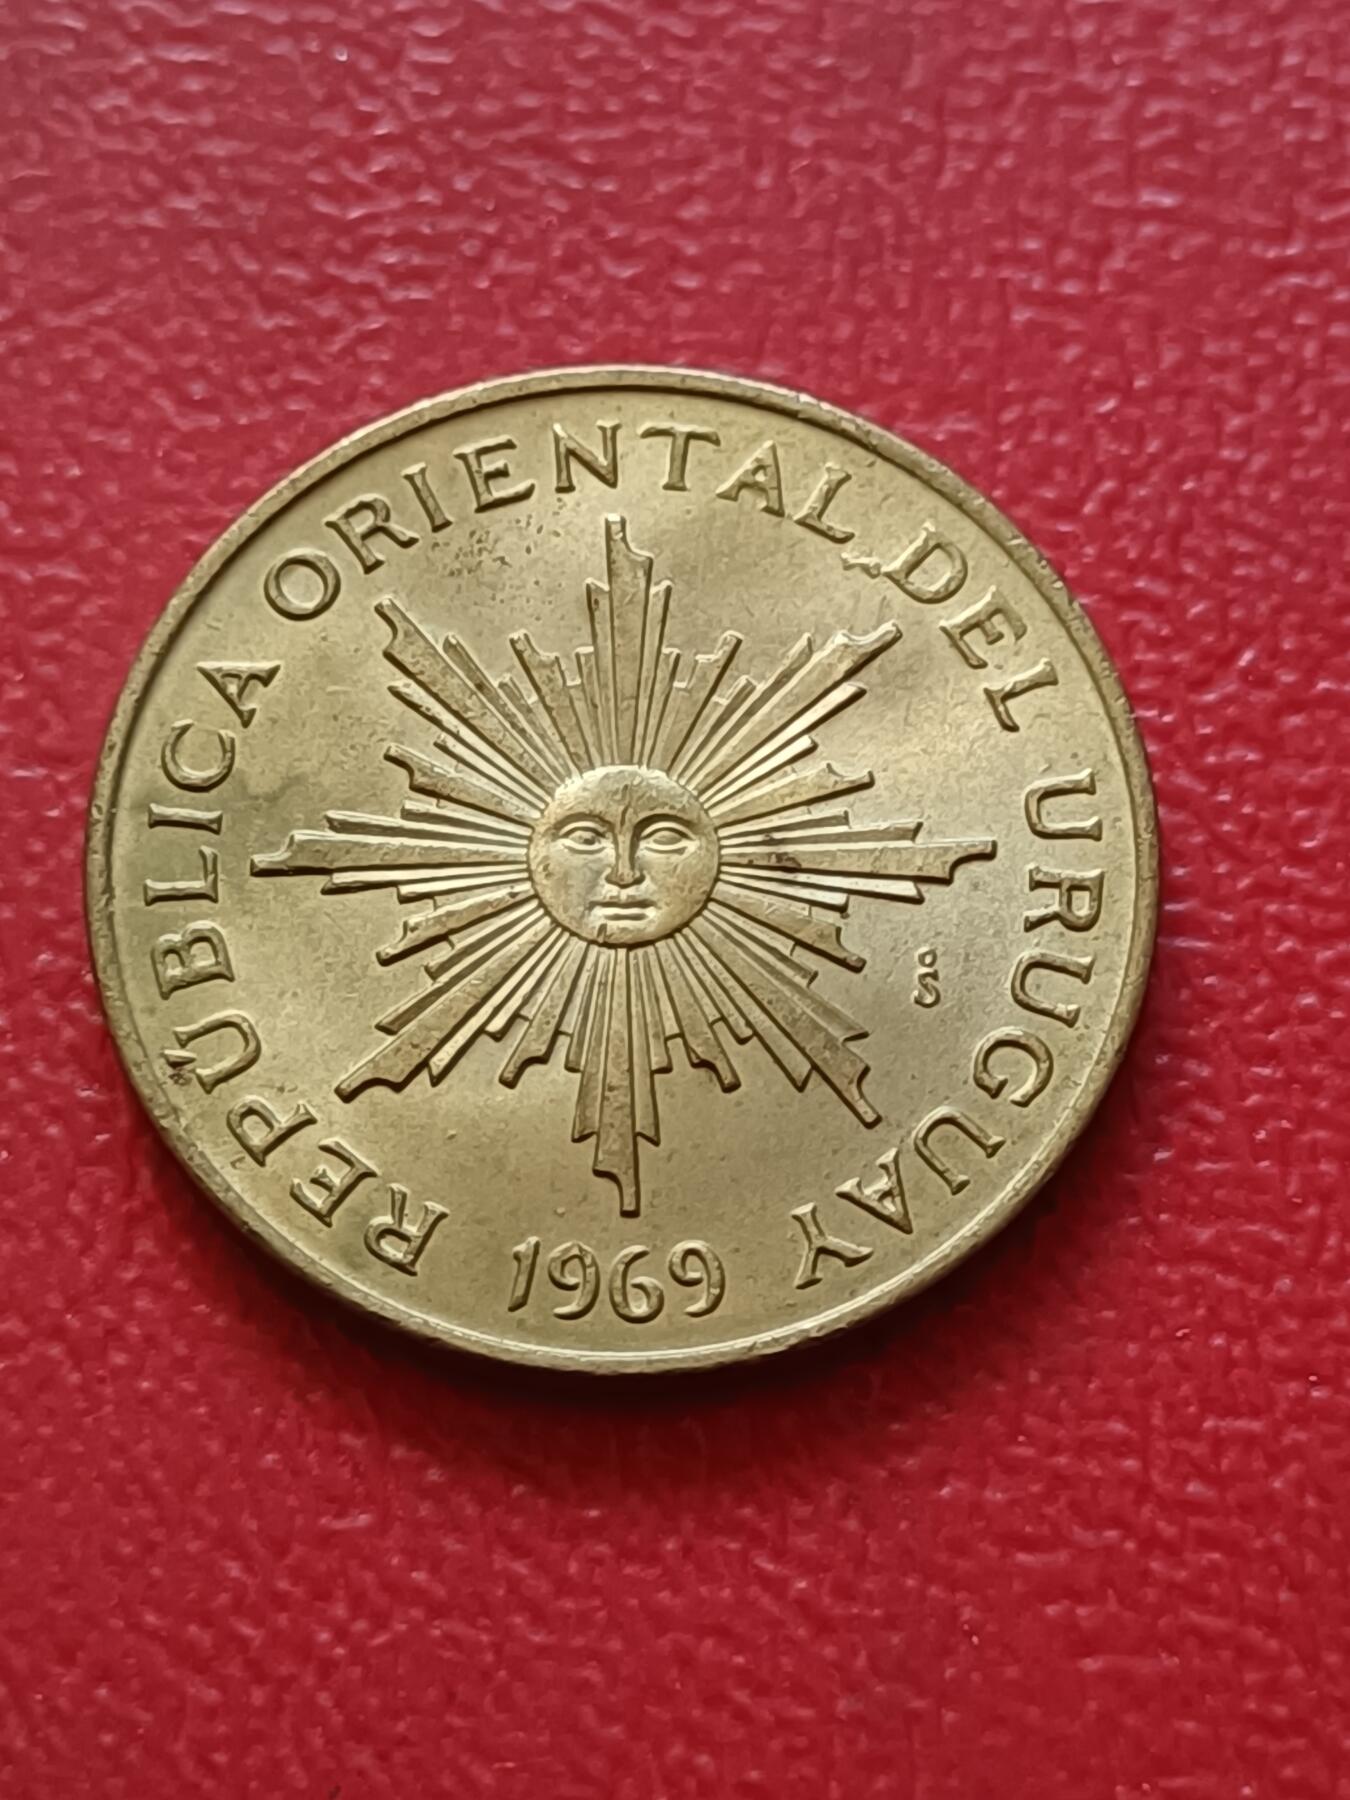 REPUBLICA ORIENTAL DEL URUGUAY
1969
So